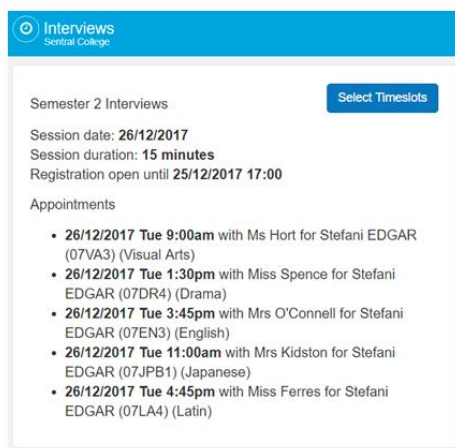 Interviews
Sentral College
Semester 2 Interviews
Select Timeslots
Session date: 26/12/2017
Session duration: 15 minutes
Registration open until 25/12/2017 17:00
Appointments
• 26/12/2017 Tue 9:00am with Ms Hort for Stefani EDGAR
(07VA3) (Visual Arts)
• 26/12/2017 Tue 1:30pm with Miss Spence for Stefani
EDGAR (07DR4) (Drama)
• 26/12/2017 Tue 3:45pm with Mrs O'Connell for Stefani
EDGAR (07EN3) (English)
• 26/12/2017 Tue 11:00am with Mrs Kidston for Stefani
EDGAR (07JPB1) (Japanese)
• 26/12/2017 Tue 4:45pm with Miss Ferres for Stefani
EDGAR (07LA4) (Latin)